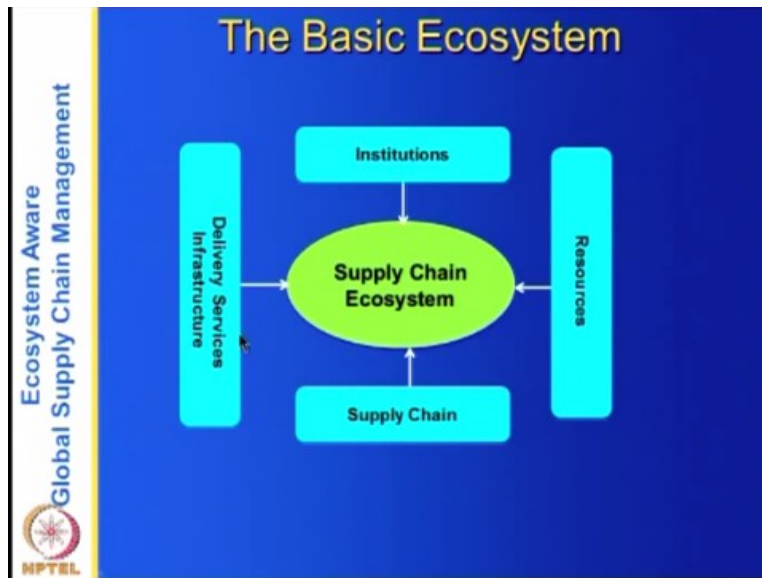 The Basic Ecosystem
Ecosystem Aware
Global Supply Chain Management
Institutions
Delivery Services
Infrastructure
Supply Chain
Ecosystem
Resources
Supply Chain
NPTEL